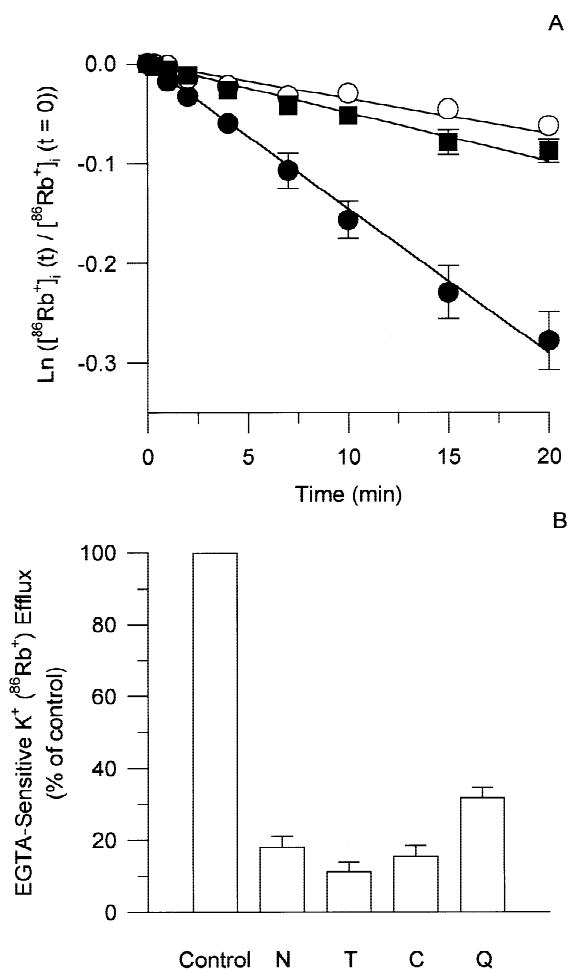 A
Ln ([⁸⁶Rb⁺]ᵢ (t) / [⁸⁶Rb⁺]ᵢ (t = 0))
0.0
-0.1
-0.2
-0.3
0 5 10 15 20
Time (min)
B
EGTA-Sensitive K⁺ (⁸⁶Rb⁺) Efflux
(% of control)
100
80
60
40
20
0
Control N T C Q